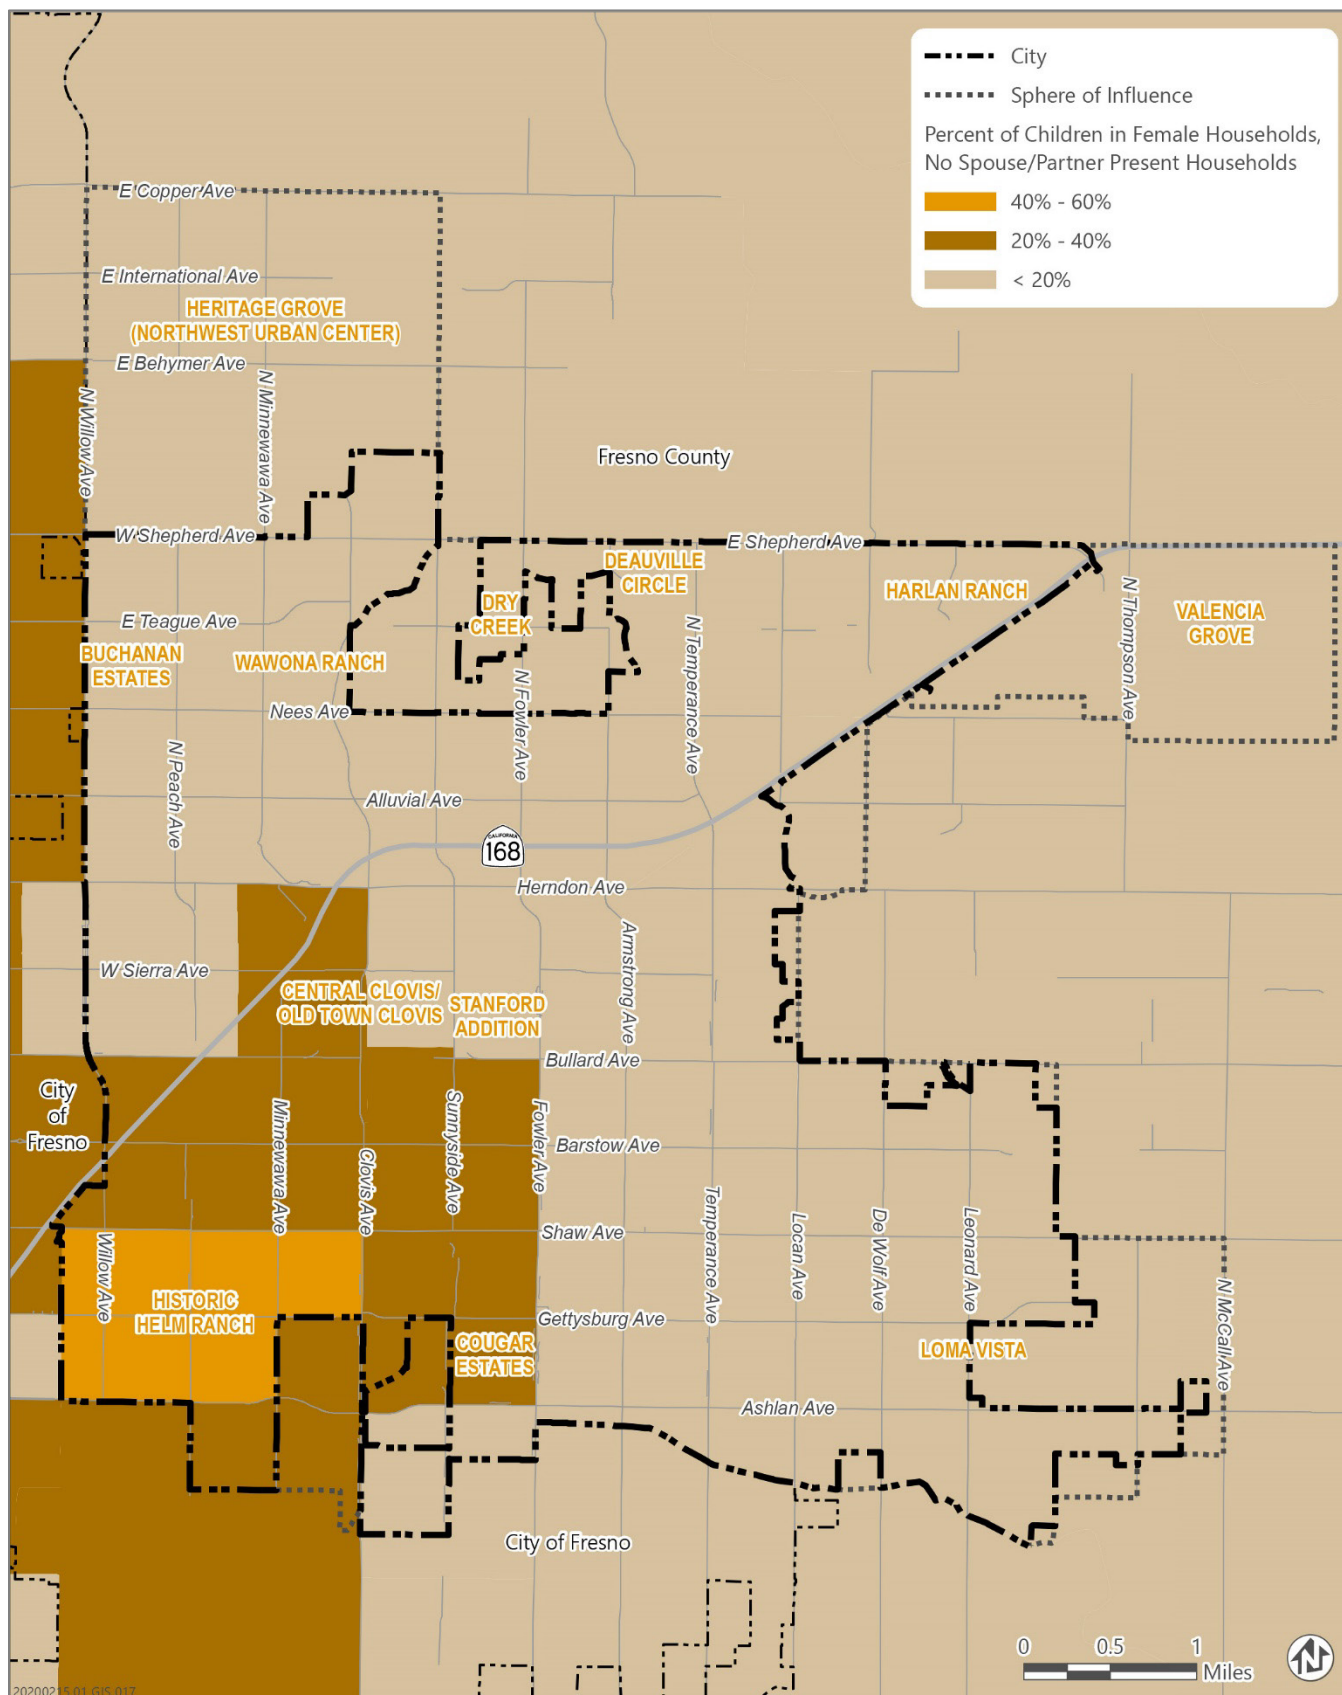 City
Sphere of Influence
Percent of Children in Female Households,
No Spouse/Partner Present Households
40% - 60%
20% - 40%
< 20%
E Copper Ave
E International Ave
HERITAGE GROVE
(NORTHWEST URBAN CENTER)
E Behymer Ave
N Willow Ave
N Minnewawa Ave
Fresno County
W Shepherd Ave
E Shepherd Ave
DEAUVILLE
CIRCLE
HARLAN RANCH
DRY
CREEK
N Thompson Ave
VALENCIA
GROVE
E Teague Ave
BUCHANAN
ESTATES
WAWONA RANCH
N Temperance Ave
N Fowler Ave
Nees Ave
N Peach Ave
Alluvial Ave
CALIFORNIA
168
Herndon Ave
Armstrong Ave
W Sierra Ave
CENTRAL CLOVIS/
OLD TOWN CLOVIS
STANFORD
ADDITION
Bullard Ave
City
of
Fresno
Minnewawa Ave
Clovis Ave
Sunnyside Ave
Fowler Ave
Barstow Ave
Temperance Ave
Locan Ave
De Wolf Ave
Leonard Ave
Shaw Ave
Willow Ave
HISTORIC
HELM RANCH
Gettysburg Ave
COUGAR
ESTATES
LOMA VISTA
N McCall Ave
Ashlan Ave
City of Fresno
0 0.5 1
Miles
N
20200215.01 GIS 017